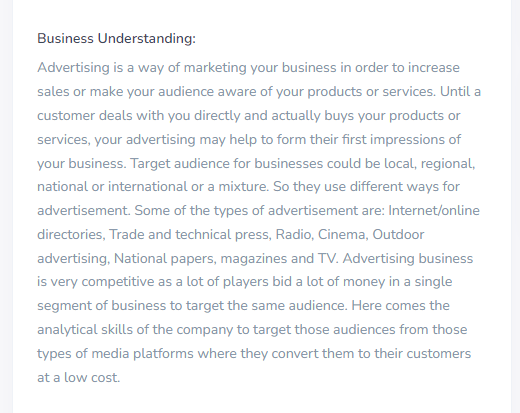 Business Understanding:
Advertising is a way of marketing your business in order to increase
sales or make your audience aware of your products or services. Until a
customer deals with you directly and actually buys your products or
services, your advertising may help to form their first impressions of
your business. Target audience for businesses could be local, regional,
national or international or a mixture. So they use different ways for
advertisement. Some of the types of advertisement are: Internet/online
directories, Trade and technical press, Radio, Cinema, Outdoor
advertising, National papers, magazines and TV. Advertising business
is very competitive as a lot of players bid a lot of money in a single
segment of business to target the same audience. Here comes the
analytical skills of the company to target those audiences from those
types of media platforms where they convert them to their customers
at a low cost.